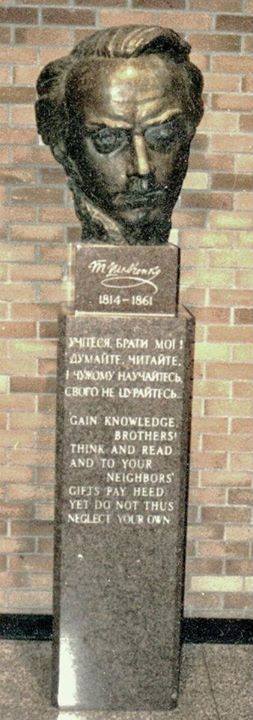 Т. Шевченко
1814-1861
УЧІТЕСЯ, БРАТИ МОЇ!
ДУМАЙТЕ, ЧИТАЙТЕ,
І ЧУЖОМУ НАУЧАЙТЕСЬ,
СВОГО НЕ ЦУРАЙТЕСЬ...
GAIN KNOWLEDGE,
BROTHERS!
THINK AND READ
AND TO YOUR
NEIGHBORS'
GIFTS PAY HEED.
YET DO NOT THUS
NEGLECT YOUR OWN.